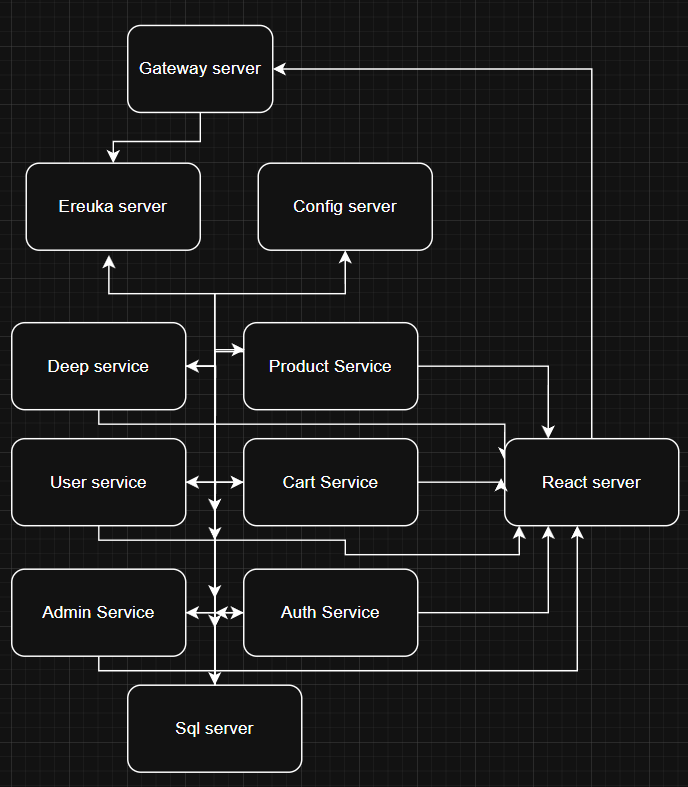 Gateway server
Ereuka server
Config server
Deep service
Product Service
User service
Cart Service
React server
Admin Service
Auth Service
Sql server